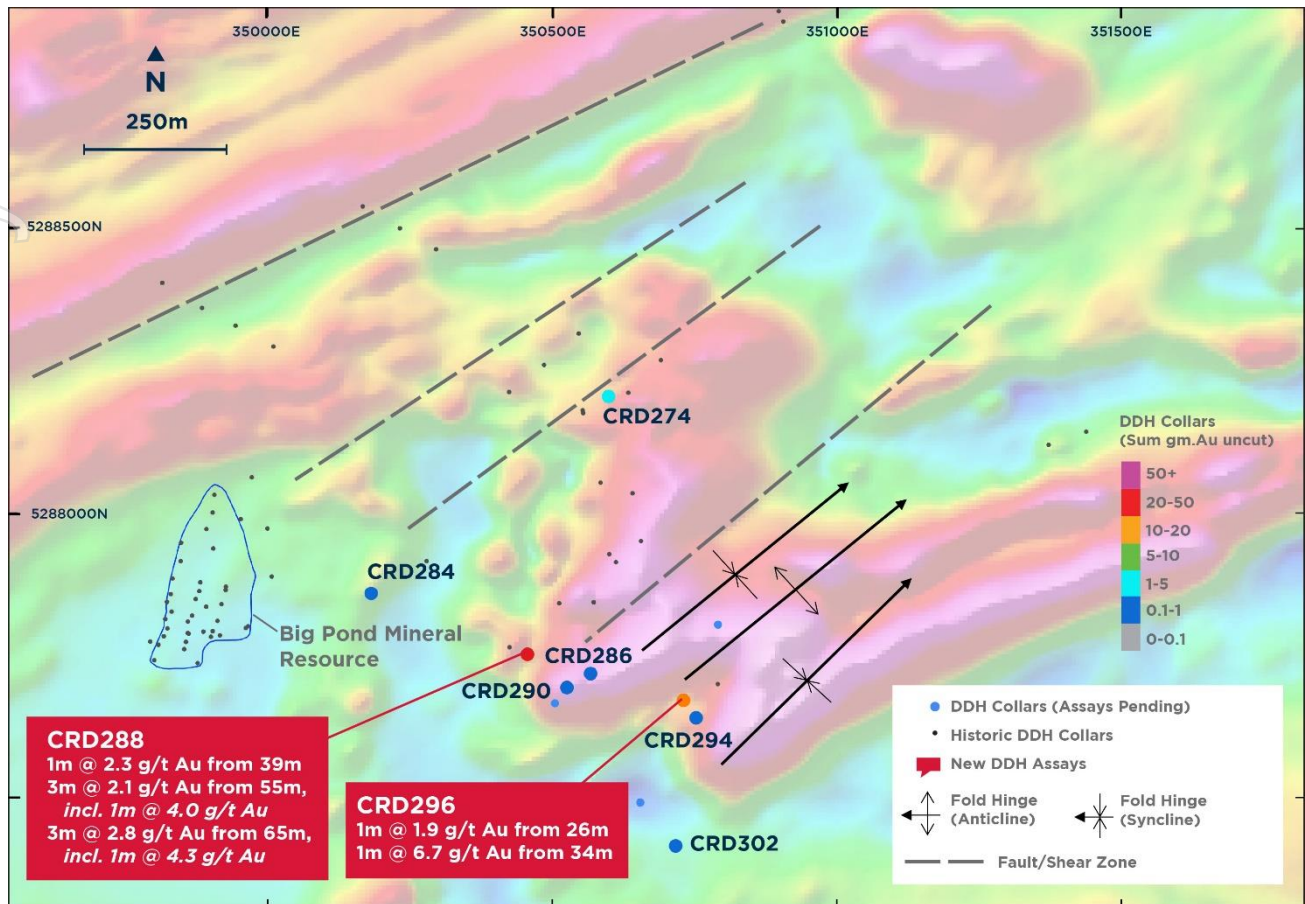 350000E
350500E
351000E
351500E
N
250m
5288500N
CRD274
DDH Collars
(Sum gm.Au uncut)
50+
20-50
10-20
5-10
1-5
0.1-1
0-0.1
5288000N
CRD284
Big Pond Mineral
Resource
CRD286
CRD290
CRD294
CRD302
CRD288
1m @ 2.3 g/t Au from 39m
3m @ 2.1 g/t Au from 55m,
incl. 1m @ 4.0 g/t Au
3m @ 2.8 g/t Au from 65m,
incl. 1m @ 4.3 g/t Au
CRD296
1m @ 1.9 g/t Au from 26m
1m @ 6.7 g/t Au from 34m
DDH Collars (Assays Pending)
Historic DDH Collars
New DDH Assays
Fold Hinge
(Anticline)
Fold Hinge
(Syncline)
Fault/Shear Zone